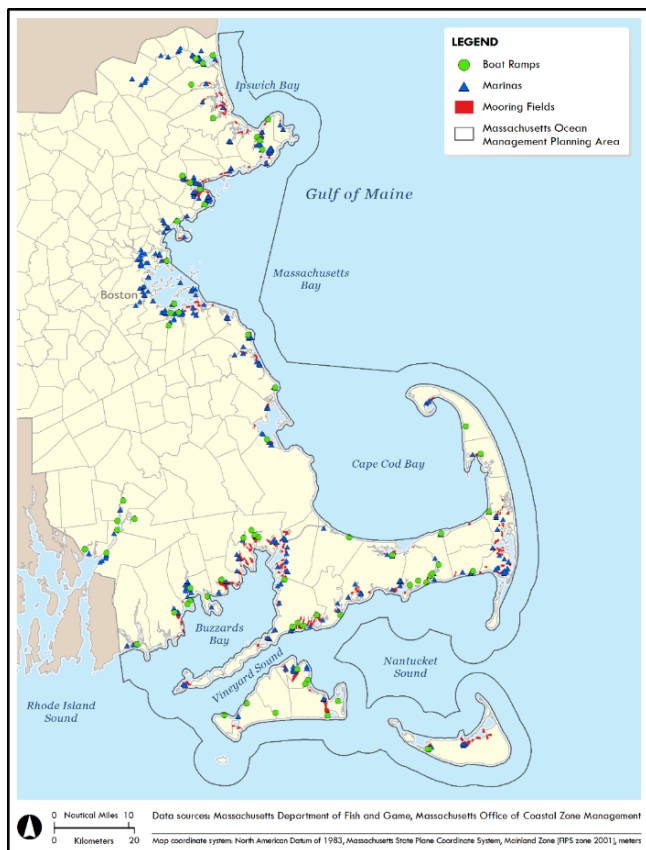 LEGEND
Boat Ramps
Marinas
Mooring Fields
Massachusetts Ocean
Management Planning Area
Ipswich Bay
Gulf of Maine
Massachusetts
Bay
Boston
Cape Cod Bay
Buzzards
Bay
Vineyard Sound
Nantucket
Sound
Rhode Island
Sound
0 Nautical Miles 10
0 Kilometers 20
Data sources: Massachusetts Department of Fish and Game, Massachusetts Office of Coastal Zone Management
Map coordinate system: North American Datum of 1983, Massachusetts State Plane Coordinate System, Mainland Zone (FIPS zone 2001), meters